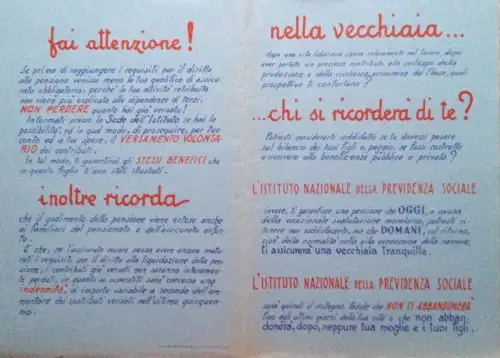 fai attenzione!
Se prima di raggiungere i requisiti per il diritto
alla pensione venisse meno la tua qualifica di assicu-
rato obbligatorio, perché la tua attività retribuita
non viene più esplicata alle dipendenze di terzi,
NON PERDERE quanto hai già versato!
Informati presso la Sede dell'Istituto se hai la
possibilità, ed in qual modo, di proseguire, per tuo
conto ed a tue spese, il VERSAMENTO VOLONTA-
RIO dei contributi.
In tal modo, ti garantirai gli STESSI BENEFICI che
in questo foglio ti sono stati illustrati.
inoltre ricorda
che il godimento della pensione viene esteso anche
ai familiari del pensionato o dell'assicurato defun-
to.
E che, se l'assicurato muore senza avere ancora matu-
rati i requisiti per il diritto alla liquidazione della pen-
sione, i contributi già versati non saranno interamen-
te perduti, in quanto ai superstiti sarà concessa una
indennità, di importo variabile a seconda dell'am-
montare dei contributi versati nell'ultimo quinquen-
nio.
nella vecchiaia...
dopo una vita laboriosa spesa interamente nel lavoro, dopo
aver portato un prezioso contributo allo sviluppo della
produzione e della ricchezza economica del Paese, quali
prospettive ti confortano?
...chi si ricorderà di te?
Potresti considerarti soddisfatto se tu dovessi pesare
sul bilancio dei tuoi figli o, peggio, se fossi costretto
a ricorrere alla beneficenza pubblica o privata?
L'ISTITUTO NAZIONALE DELLA PREVIDENZA SOCIALE
invece, ti garantisce una pensione che OGGI, a causa
della eccezionale svalutazione monetaria, potresti ri-
tenere non soddisfacente, ma che DOMANI, col ritorno,
cioè della normalità nella vita economica della nazione,
ti assicurerà una vecchiaia tranquilla.
L'ISTITUTO NAZIONALE DELLA PREVIDENZA SOCIALE
sarà quindi il sostegno fedele che NON TI ABBANDONERÀ
fino agli ultimi giorni della tua vita e che non abban-
donerà, dopo, neppure tua moglie e i tuoi figli.